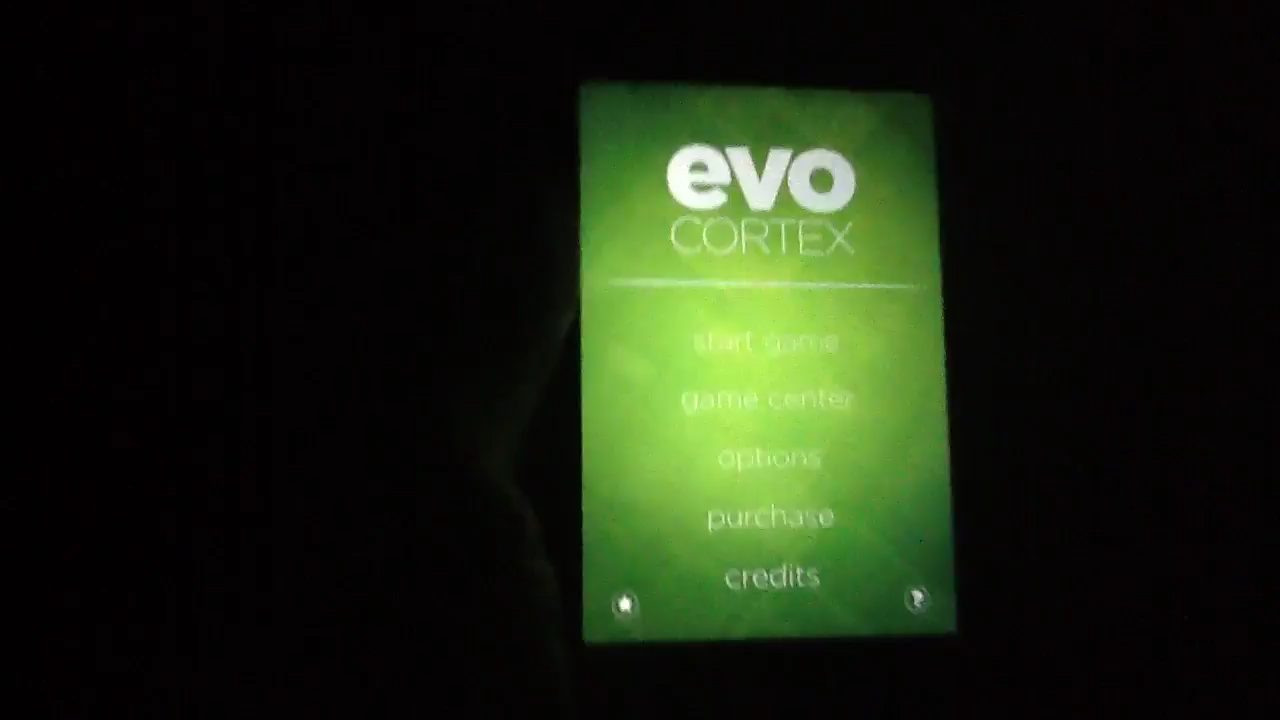 evo
CORTEX
start game
game center
options
purchase
credits